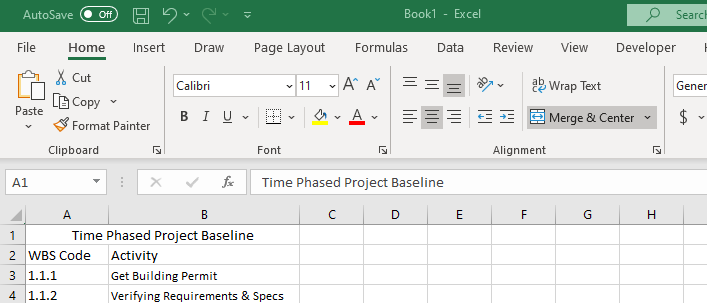 AutoSave Off Book1 - Excel Search
File Home Insert Draw Page Layout Formulas Data Review View Developer
Cut
Copy
Format Painter
Paste
Clipboard
Calibri 11 A A
B I U A
Font
ab Wrap Text
Merge & Center
Alignment
Gener
$
A1 fx Time Phased Project Baseline
A B C D E F G H
1 Time Phased Project Baseline
2 WBS Code Activity
3 1.1.1 Get Building Permit
4 1.1.2 Verifying Requirements & Specs